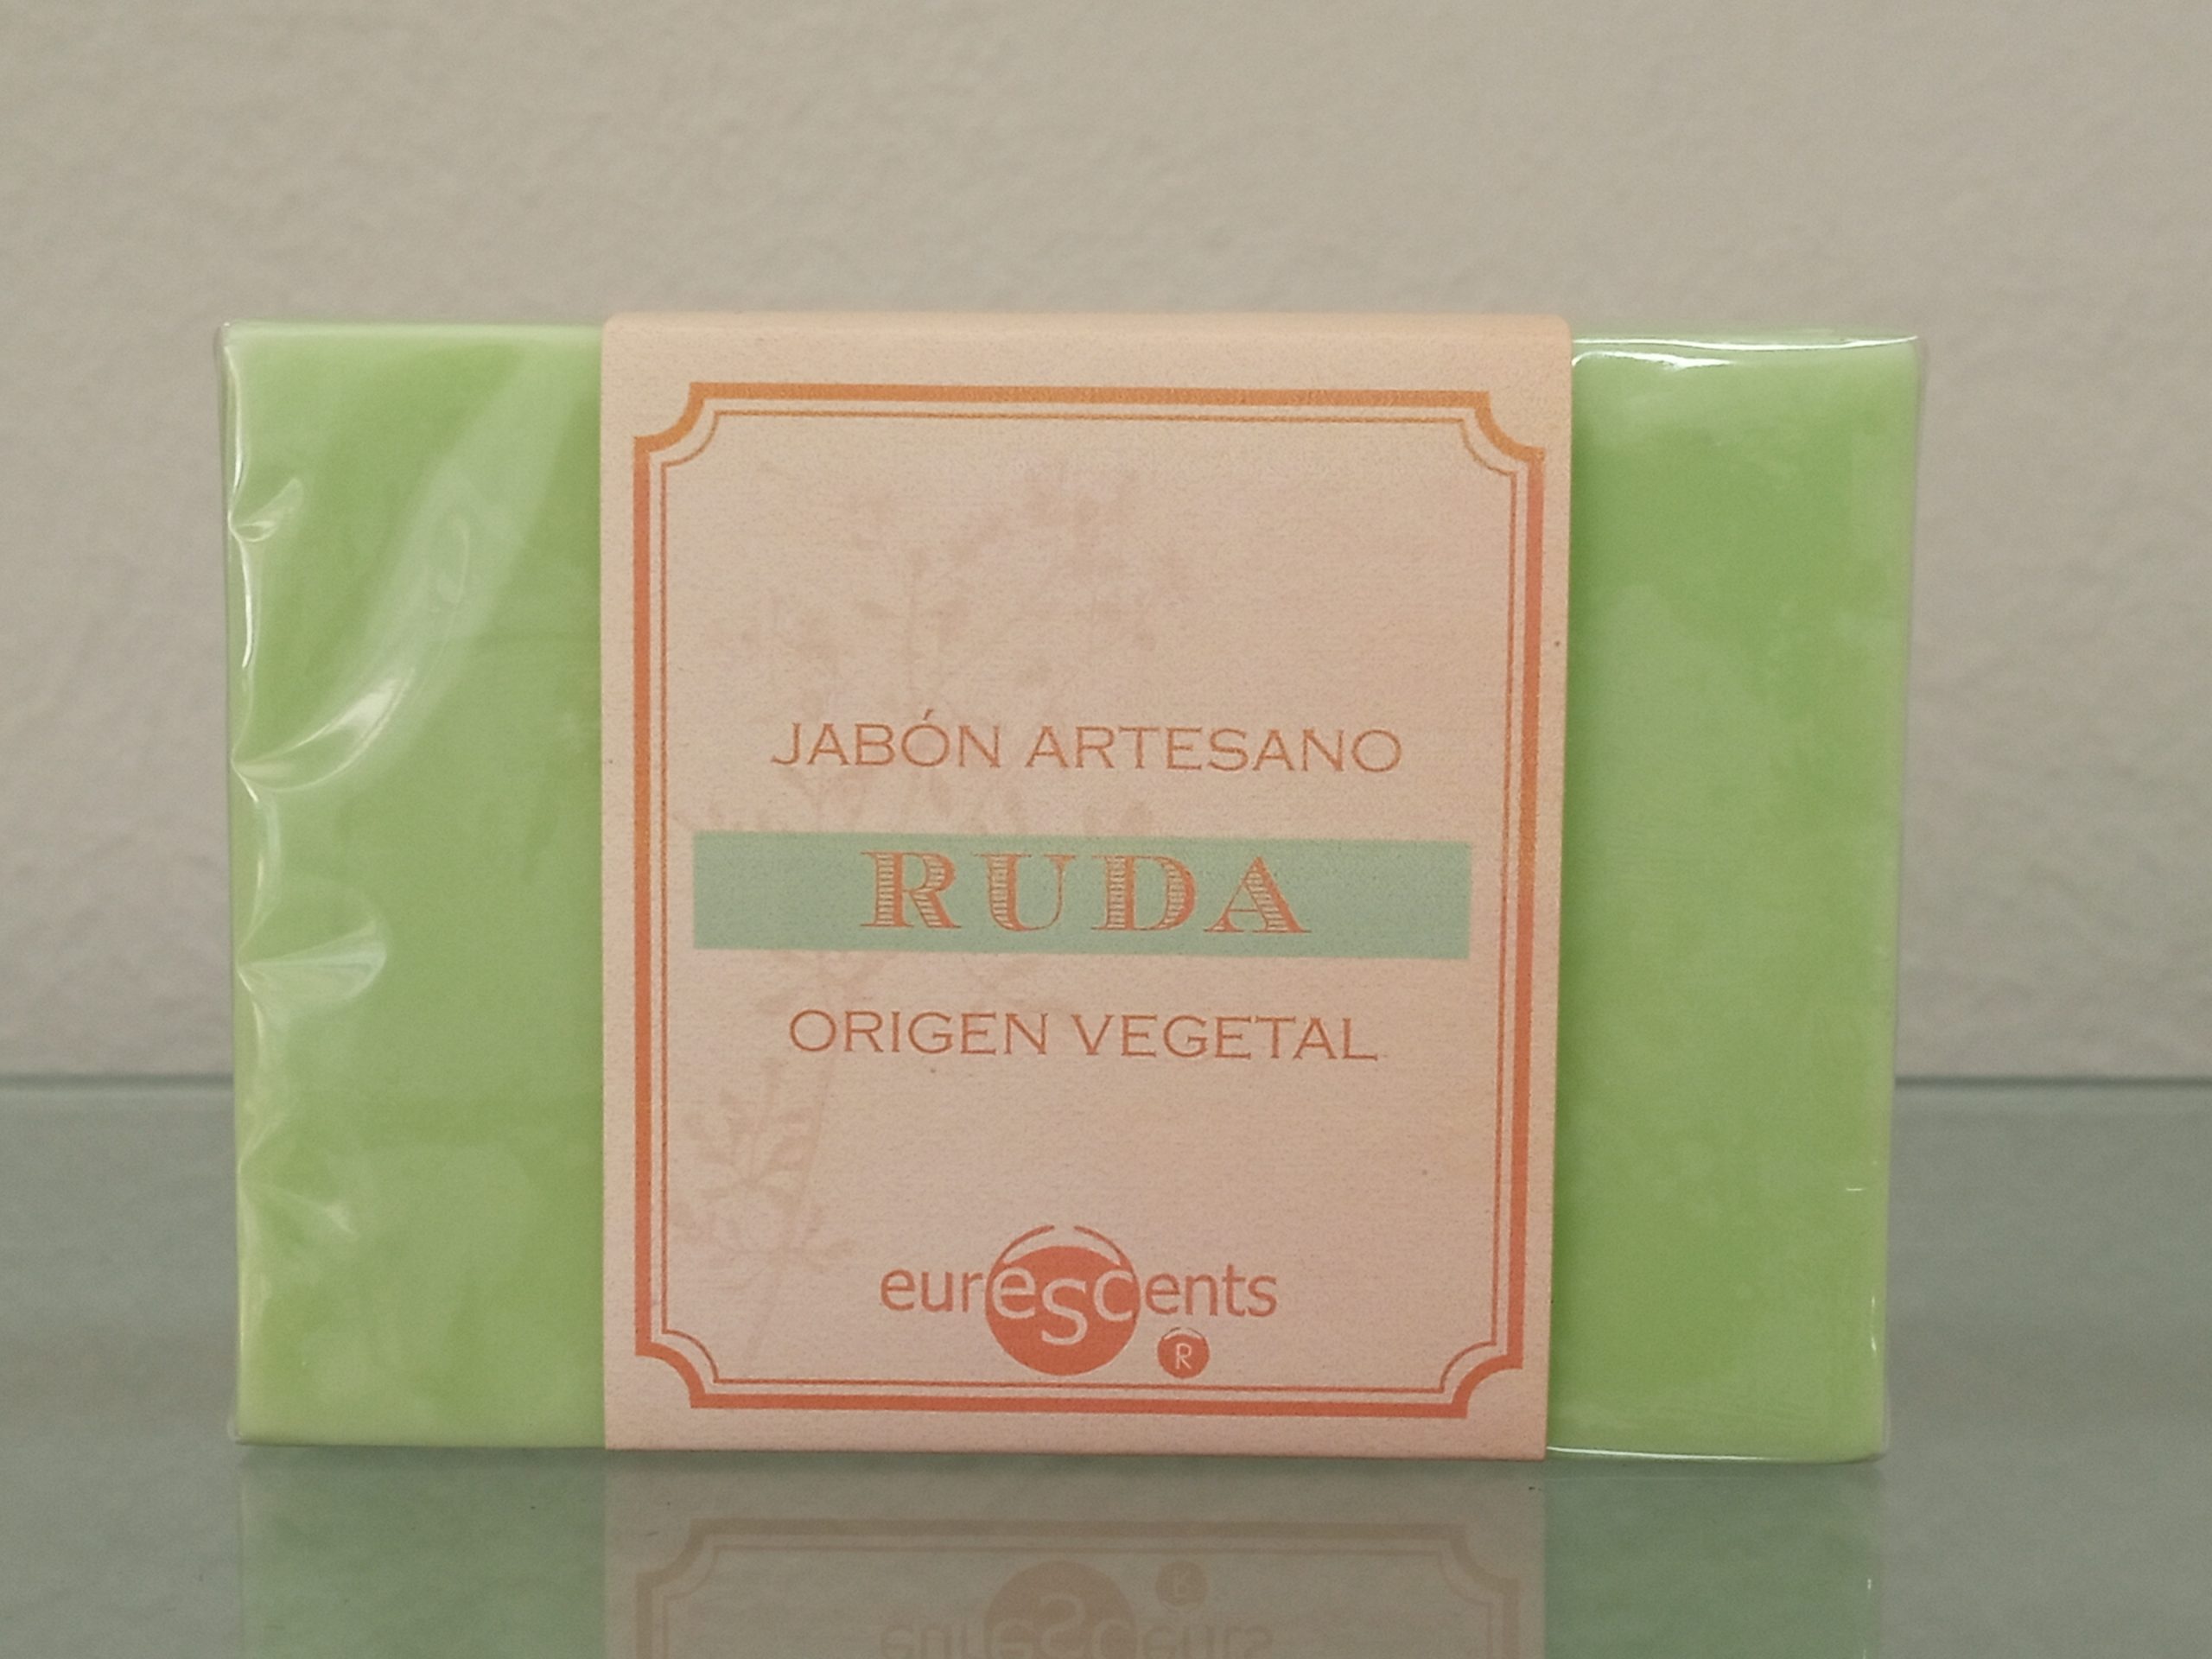 JABÓN ARTESANO
RUDA
ORIGEN VEGETAL
eurescents
R